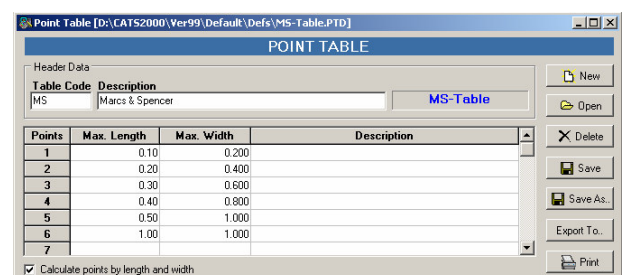 Point Table [D:\CATS2000\Ver99\Default\Defs\MS-Table.PTD]
POINT TABLE
Header Data
Table Code Description
MS Marcs & Spencer MS-Table
Points Max. Length Max. Width Description
1 0.10 0.200
2 0.20 0.400
3 0.30 0.600
4 0.40 0.800
5 0.50 1.000
6 1.00 1.000
7
Calculate points by length and width
New
Open
Delete
Save
Save As..
Export To..
Print